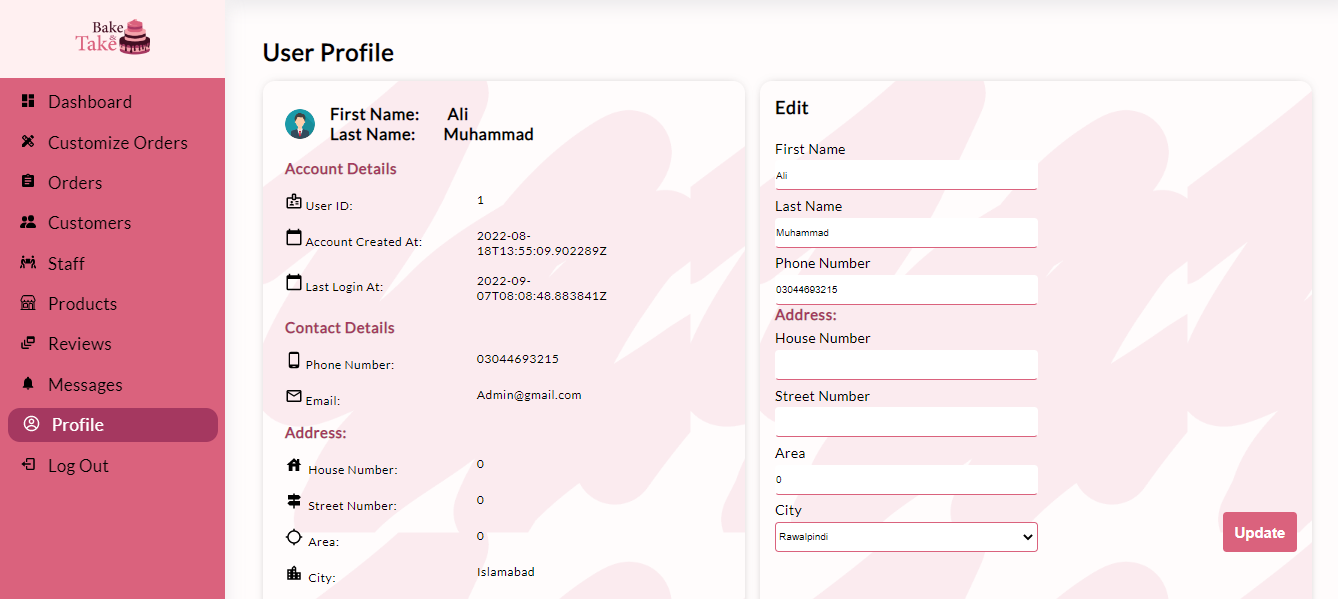 Bake
&
Take
Dashboard
Customize Orders
Orders
Customers
Staff
Products
Reviews
Messages
Profile
Log Out
User Profile
First Name: Ali
Last Name: Muhammad
Account Details
User ID: 1
Account Created At: 2022-08-
18T13:55:09.902289Z
Last Login At: 2022-09-
07T08:08:48.883841Z
Contact Details
Phone Number: 03044693215
Email: Admin@gmail.com
Address:
House Number: 0
Street Number: 0
Area: 0
City: Islamabad
Edit
First Name
Ali
Last Name
Muhammad
Phone Number
03044693215
Address:
House Number
Street Number
Area
0
City
Rawalpindi
Update